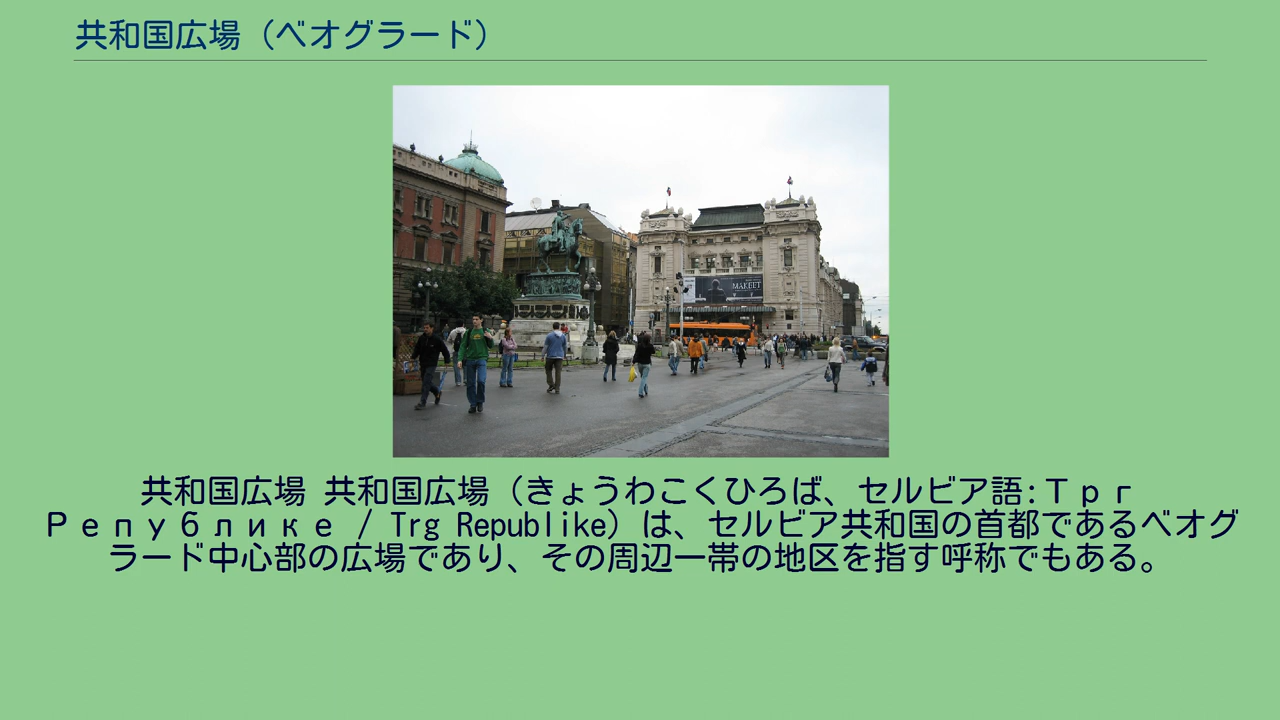 共和国広場（ベオグラード）
MAKEET
共和国広場 共和国広場（きょうわこくひろば、セルビア語:Трг
Републике / Trg Republike）は、セルビア共和国の首都であるベオグ
ラード中心部の広場であり、その周辺一帯の地区を指す呼称でもある。